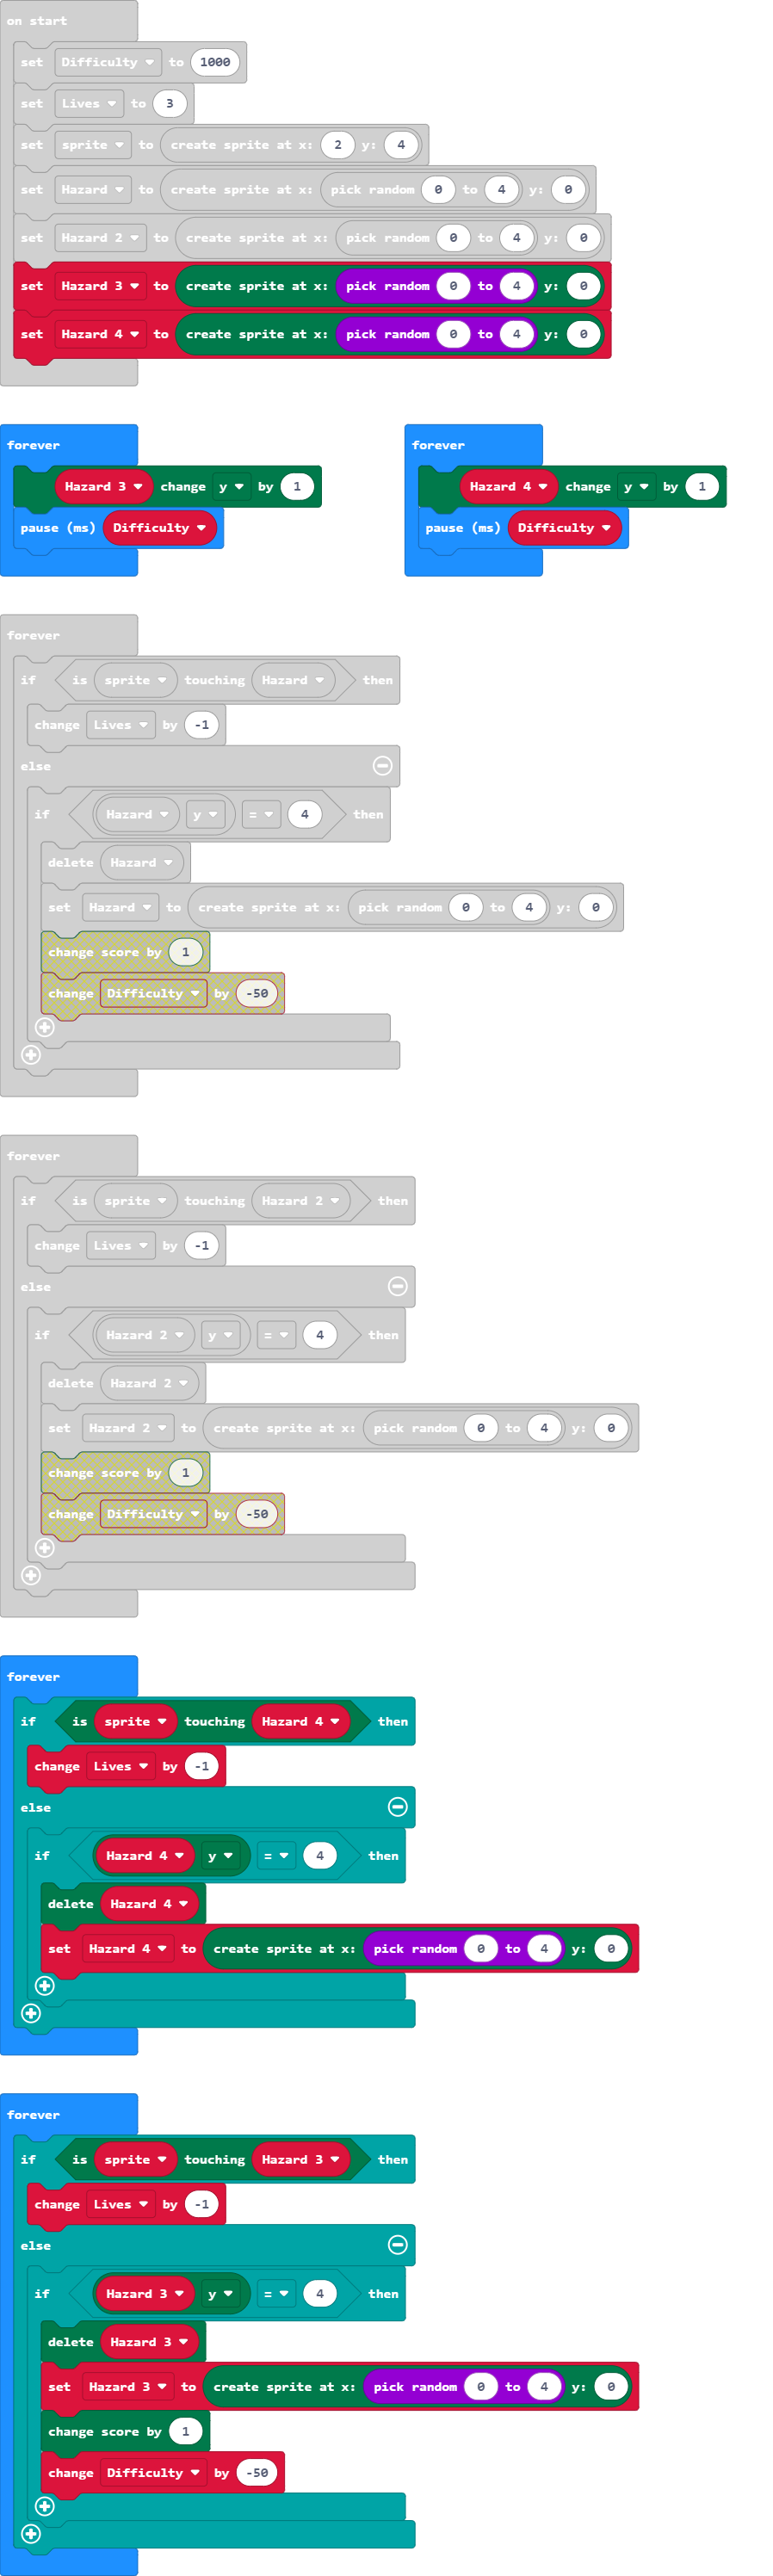 on start
set Difficulty to 1000
set Lives to 3
set sprite to create sprite at x: 2 y: 4
set Hazard to create sprite at x: pick random 0 to 4 y: 0
set Hazard 2 to create sprite at x: pick random 0 to 4 y: 0
set Hazard 3 to create sprite at x: pick random 0 to 4 y: 0
set Hazard 4 to create sprite at x: pick random 0 to 4 y: 0
forever
Hazard 3 change y by 1
pause (ms) Difficulty
forever
Hazard 4 change y by 1
pause (ms) Difficulty
forever
if is sprite touching Hazard then
change Lives by -1
else
if Hazard y = 4 then
delete Hazard
set Hazard to create sprite at x: pick random 0 to 4 y: 0
change score by 1
change Difficulty by -50
forever
if is sprite touching Hazard 2 then
change Lives by -1
else
if Hazard 2 y = 4 then
delete Hazard 2
set Hazard 2 to create sprite at x: pick random 0 to 4 y: 0
change score by 1
change Difficulty by -50
forever
if is sprite touching Hazard 4 then
change Lives by -1
else
if Hazard 4 y = 4 then
delete Hazard 4
set Hazard 4 to create sprite at x: pick random 0 to 4 y: 0
forever
if is sprite touching Hazard 3 then
change Lives by -1
else
if Hazard 3 y = 4 then
delete Hazard 3
set Hazard 3 to create sprite at x: pick random 0 to 4 y: 0
change score by 1
change Difficulty by -50